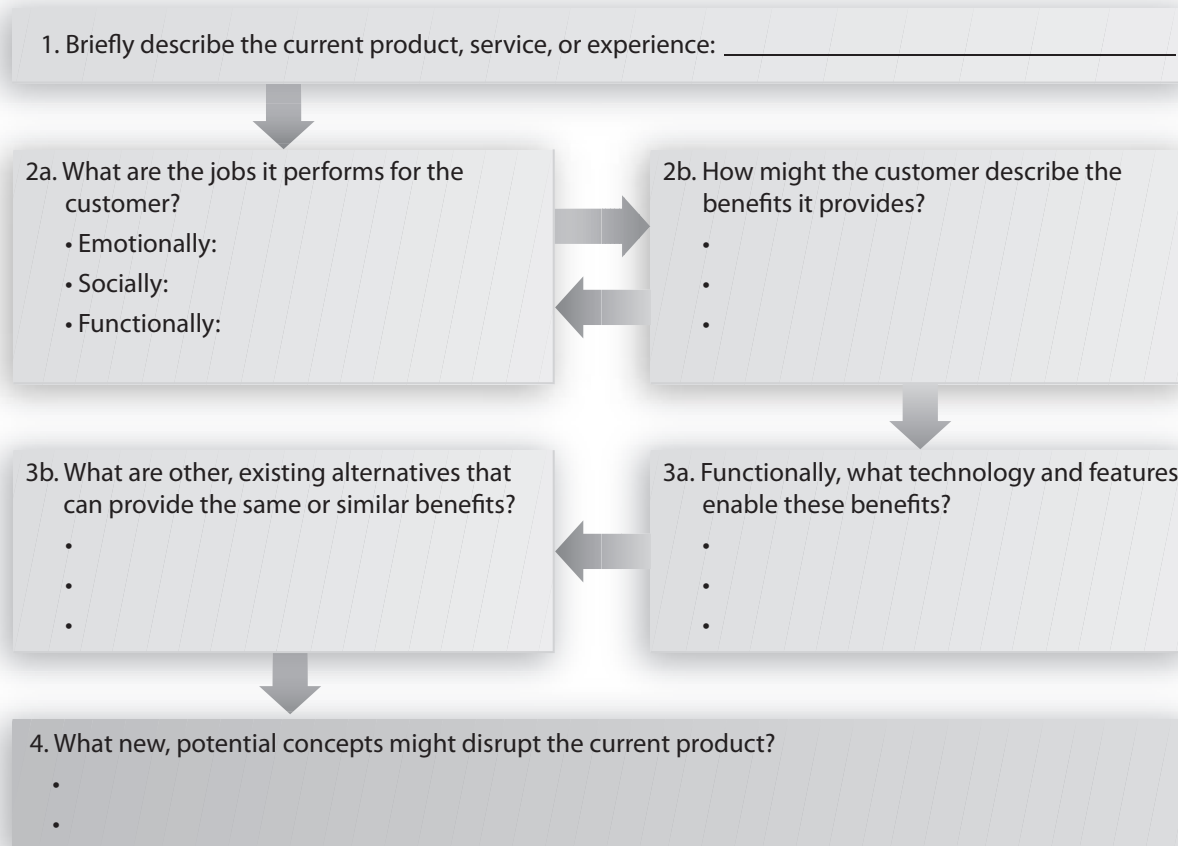 1. Briefly describe the current product, service, or experience: 
2a. What are the jobs it performs for the
customer?
• Emotionally:
• Socially:
• Functionally:
2b. How might the customer describe the
benefits it provides?
•
•
•
3a. Functionally, what technology and features
enable these benefits?
•
•
•
3b. What are other, existing alternatives that
can provide the same or similar benefits?
•
•
•
4. What new, potential concepts might disrupt the current product?
•
•